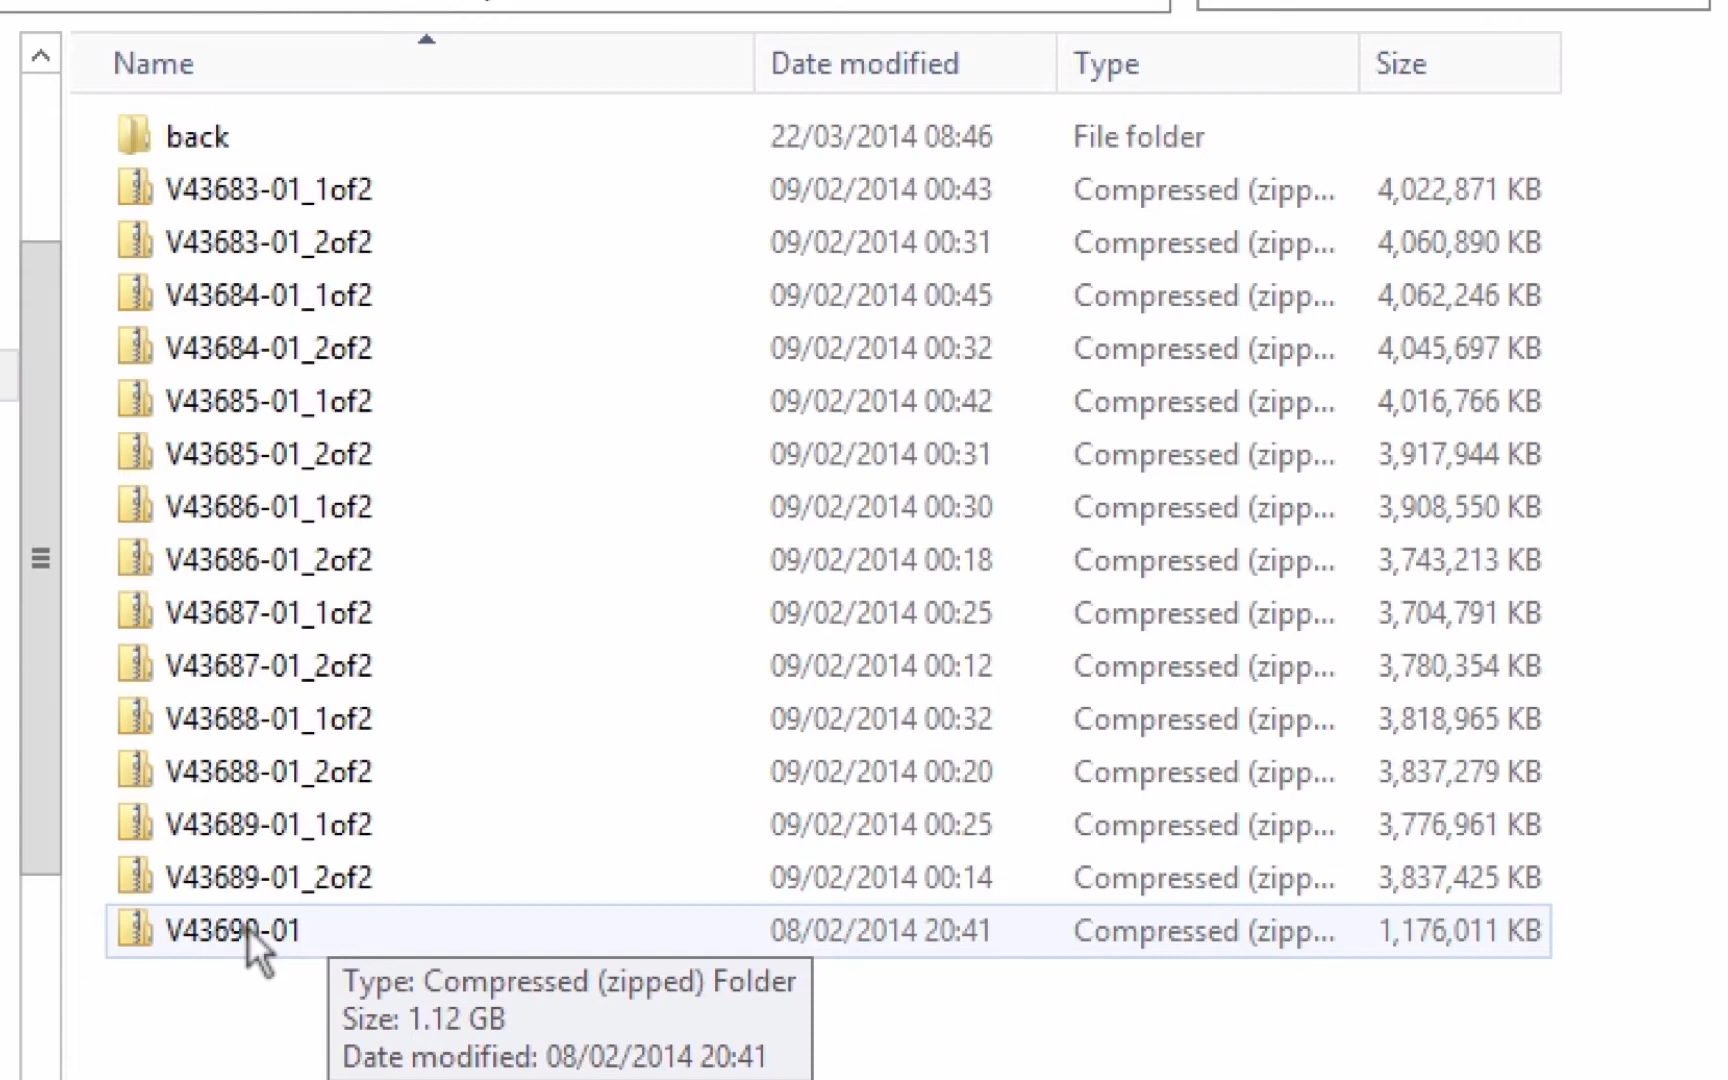 Name Date modified Type Size
back 22/03/2014 08:46 File folder
V43683-01_1of2 09/02/2014 00:43 Compressed (zipp... 4,022,871 KB
V43683-01_2of2 09/02/2014 00:31 Compressed (zipp... 4,060,890 KB
V43684-01_1of2 09/02/2014 00:45 Compressed (zipp... 4,062,246 KB
V43684-01_2of2 09/02/2014 00:32 Compressed (zipp... 4,045,697 KB
V43685-01_1of2 09/02/2014 00:42 Compressed (zipp... 4,016,766 KB
V43685-01_2of2 09/02/2014 00:31 Compressed (zipp... 3,917,944 KB
V43686-01_1of2 09/02/2014 00:30 Compressed (zipp... 3,908,550 KB
V43686-01_2of2 09/02/2014 00:18 Compressed (zipp... 3,743,213 KB
V43687-01_1of2 09/02/2014 00:25 Compressed (zipp... 3,704,791 KB
V43687-01_2of2 09/02/2014 00:12 Compressed (zipp... 3,780,354 KB
V43688-01_1of2 09/02/2014 00:32 Compressed (zipp... 3,818,965 KB
V43688-01_2of2 09/02/2014 00:20 Compressed (zipp... 3,837,279 KB
V43689-01_1of2 09/02/2014 00:25 Compressed (zipp... 3,776,961 KB
V43689-01_2of2 09/02/2014 00:14 Compressed (zipp... 3,837,425 KB
V43690-01 08/02/2014 20:41 Compressed (zipp... 1,176,011 KB
Type: Compressed (zipped) Folder
Size: 1.12 GB
Date modified: 08/02/2014 20:41